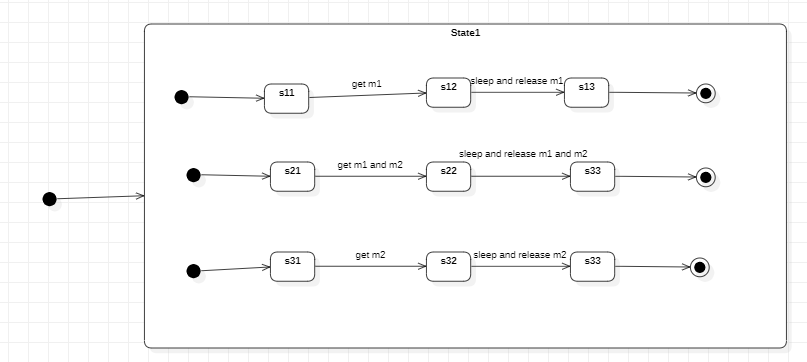 State1
s11
get m1
s12
sleep and release m1
s13
s21
get m1 and m2
s22
sleep and release m1 and m2
s33
s31
get m2
s32
sleep and release m2
s33